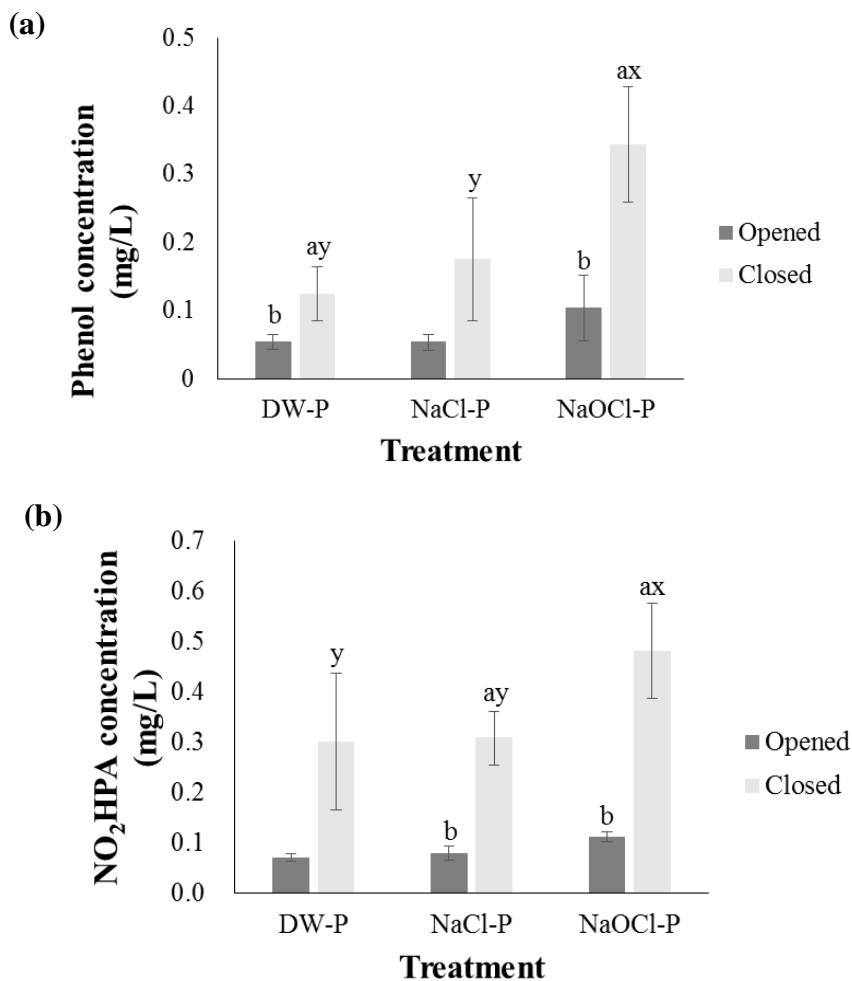 (a)
Phenol concentration
(mg/L)
0.5
0.4
0.3
0.2
0.1
0
b
ay
y
b
ax
DW-P
NaCl-P
NaOCl-P
Treatment
Opened
Closed
(b)
NO₂HPA concentration
(mg/L)
0.7
0.6
0.5
0.4
0.3
0.2
0.1
0.0
y
b
ay
b
ax
DW-P
NaCl-P
NaOCl-P
Treatment
Opened
Closed